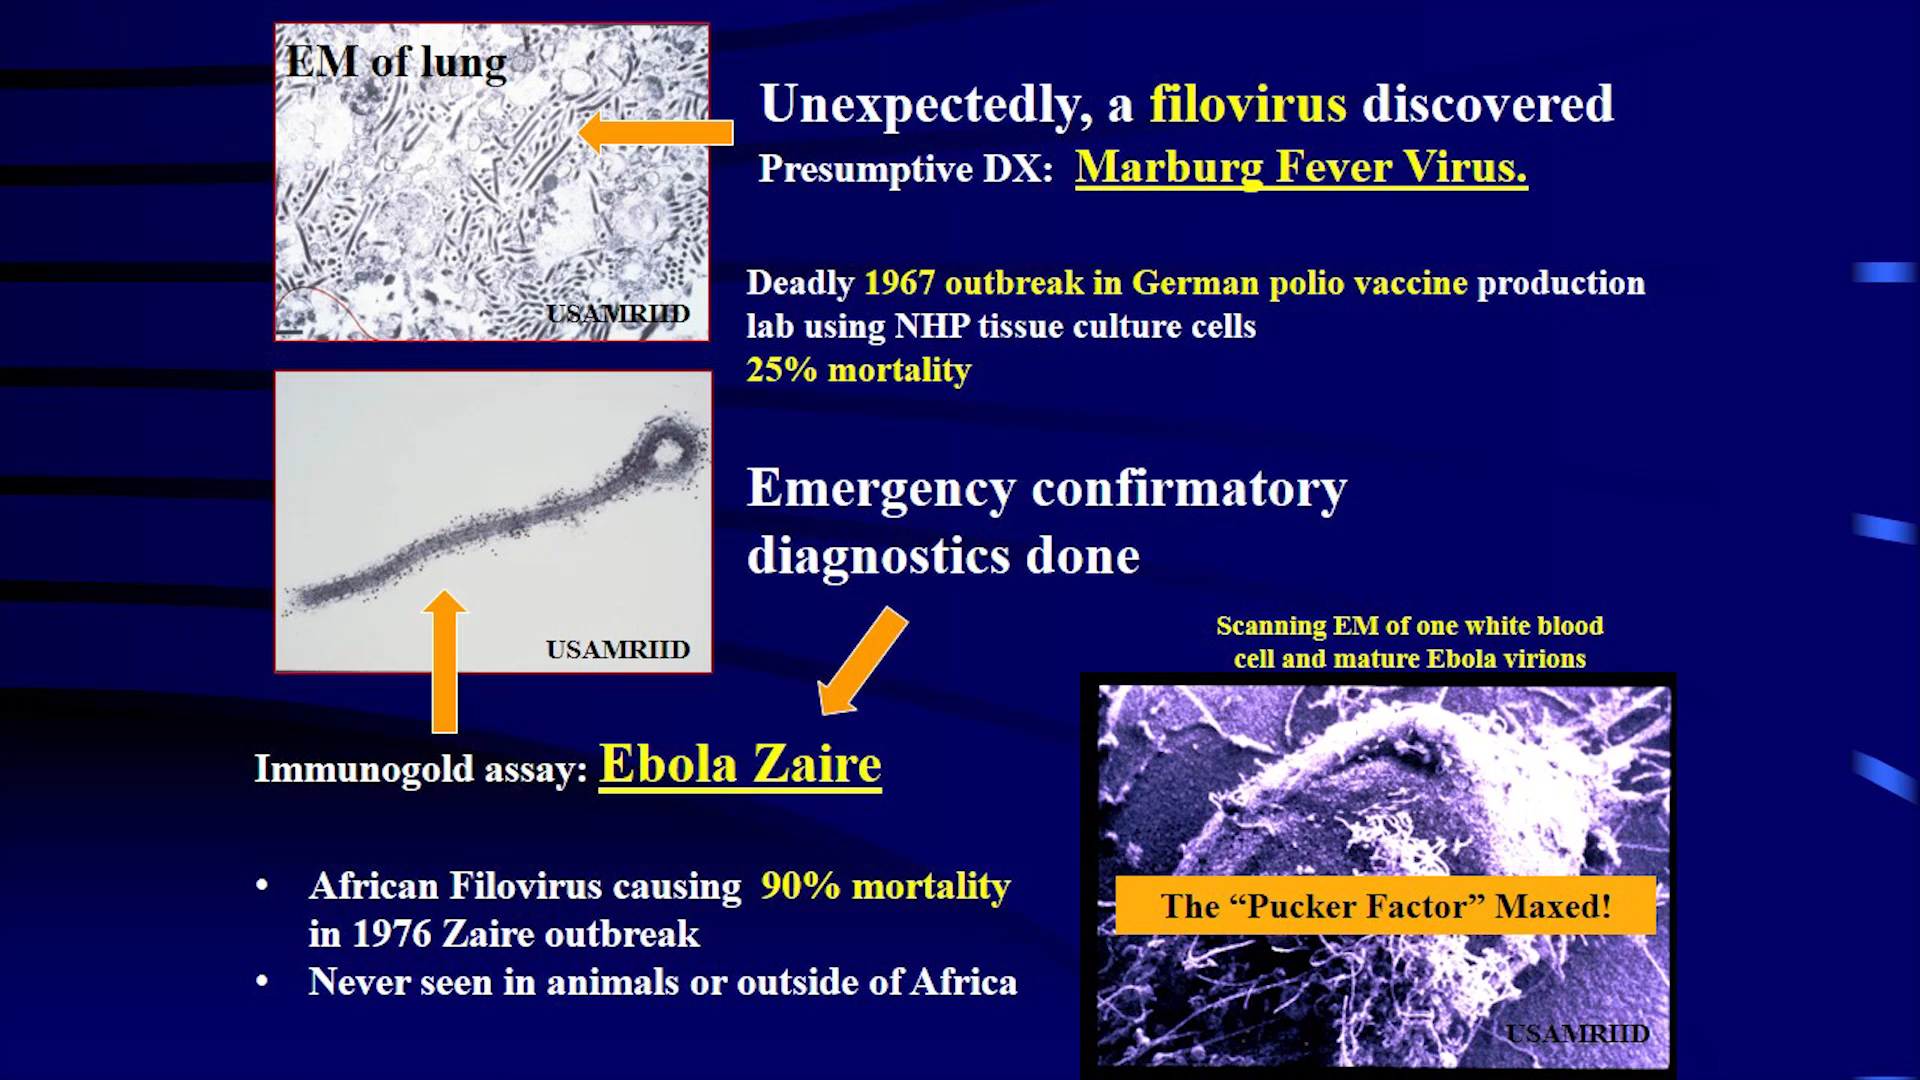 EM of lung
USAMRIID
Unexpectedly, a filovirus discovered
Presumptive DX: Marburg Fever Virus.
Deadly 1967 outbreak in German polio vaccine production
lab using NHP tissue culture cells
25% mortality
USAMRIID
Emergency confirmatory
diagnostics done
Immunogold assay: Ebola Zaire
• African Filovirus causing 90% mortality
in 1976 Zaire outbreak
• Never seen in animals or outside of Africa
Scanning EM of one white blood
cell and mature Ebola virions
The “Pucker Factor” Maxed!
USAMRIID